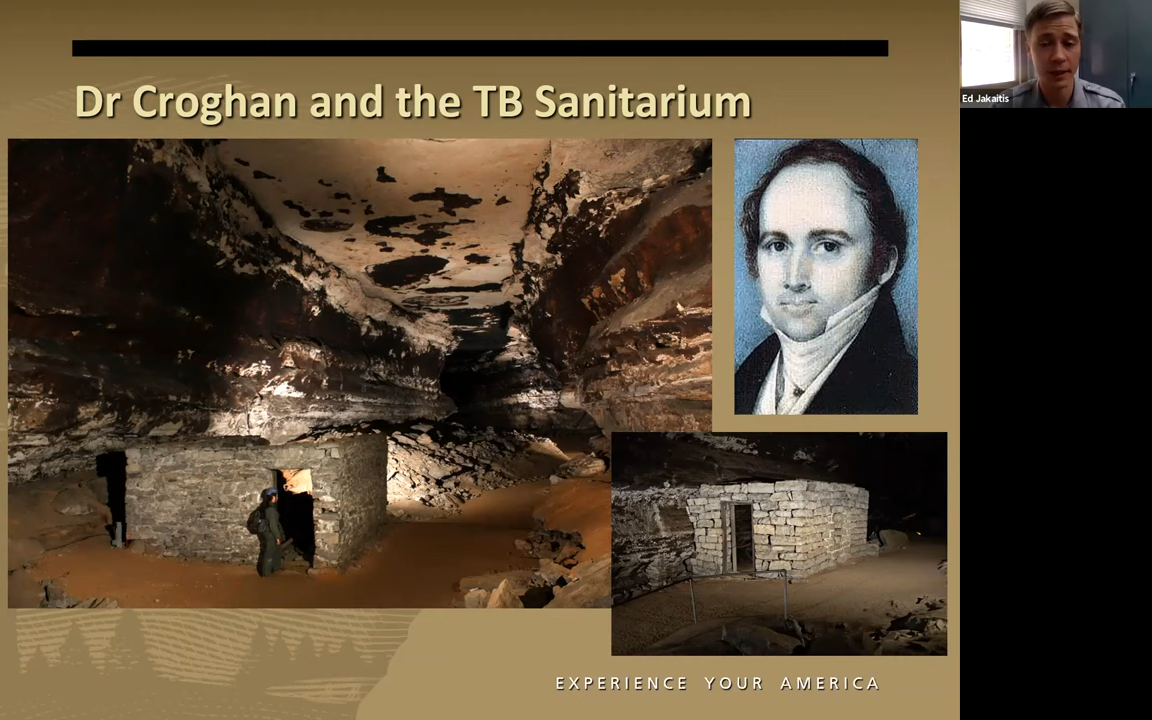 Dr Croghan and the TB Sanitarium
Ed Jakaitis
EXPERIENCE YOUR AMERICA